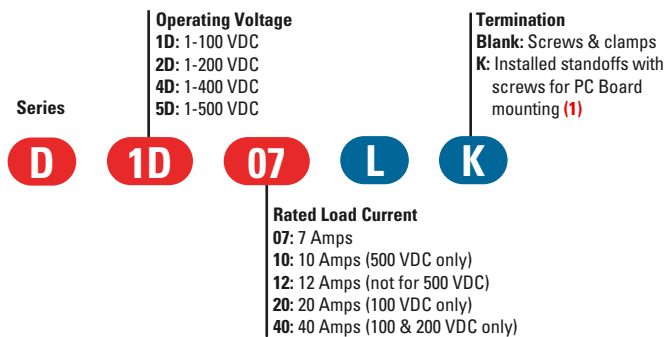 Operating Voltage
1D: 1-100 VDC
2D: 1-200 VDC
4D: 1-400 VDC
5D: 1-500 VDC
Termination
Blank: Screws & clamps
K: Installed standoffs with
screws for PC Board
mounting (1)
Series
D 1D 07 L K
Rated Load Current
07: 7 Amps
10: 10 Amps (500 VDC only)
12: 12 Amps (not for 500 VDC)
20: 20 Amps (100 VDC only)
40: 40 Amps (100 & 200 VDC only)